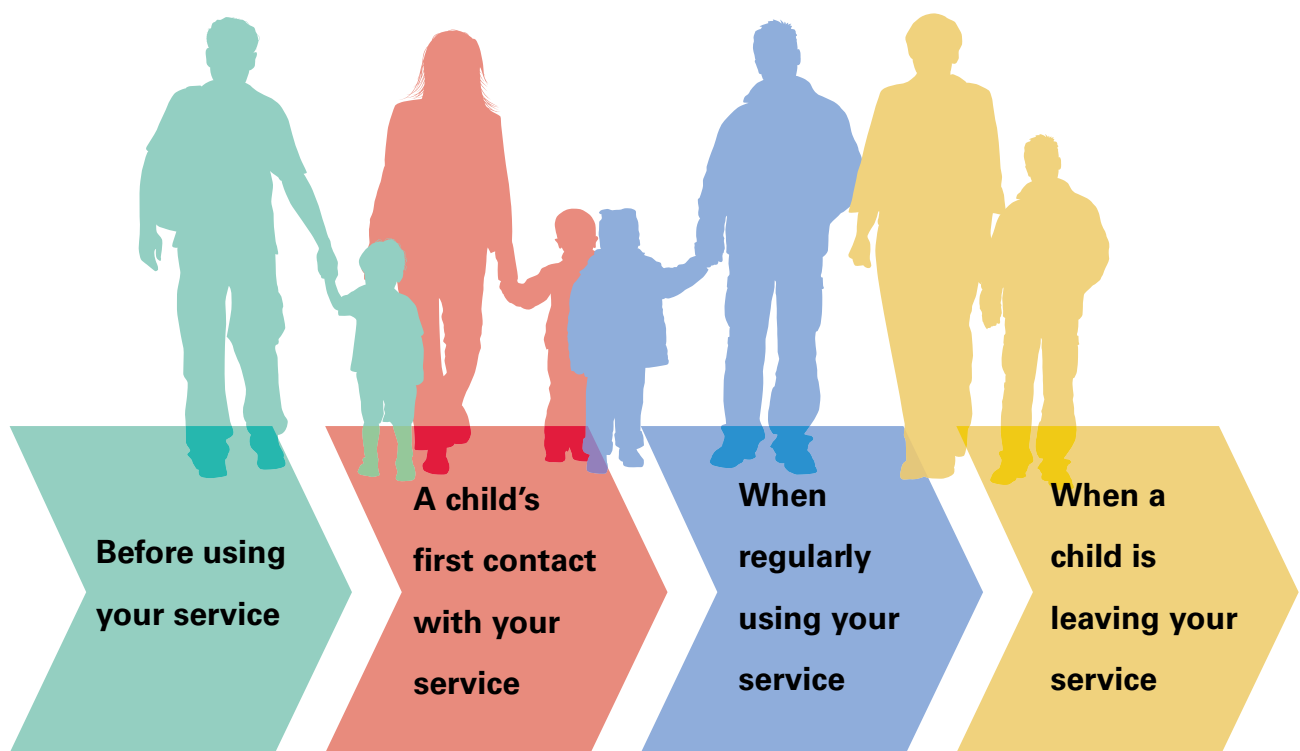 Before using
your service
A child’s
first contact
with your
service
When
regularly
using your
service
When a
child is
leaving your
service